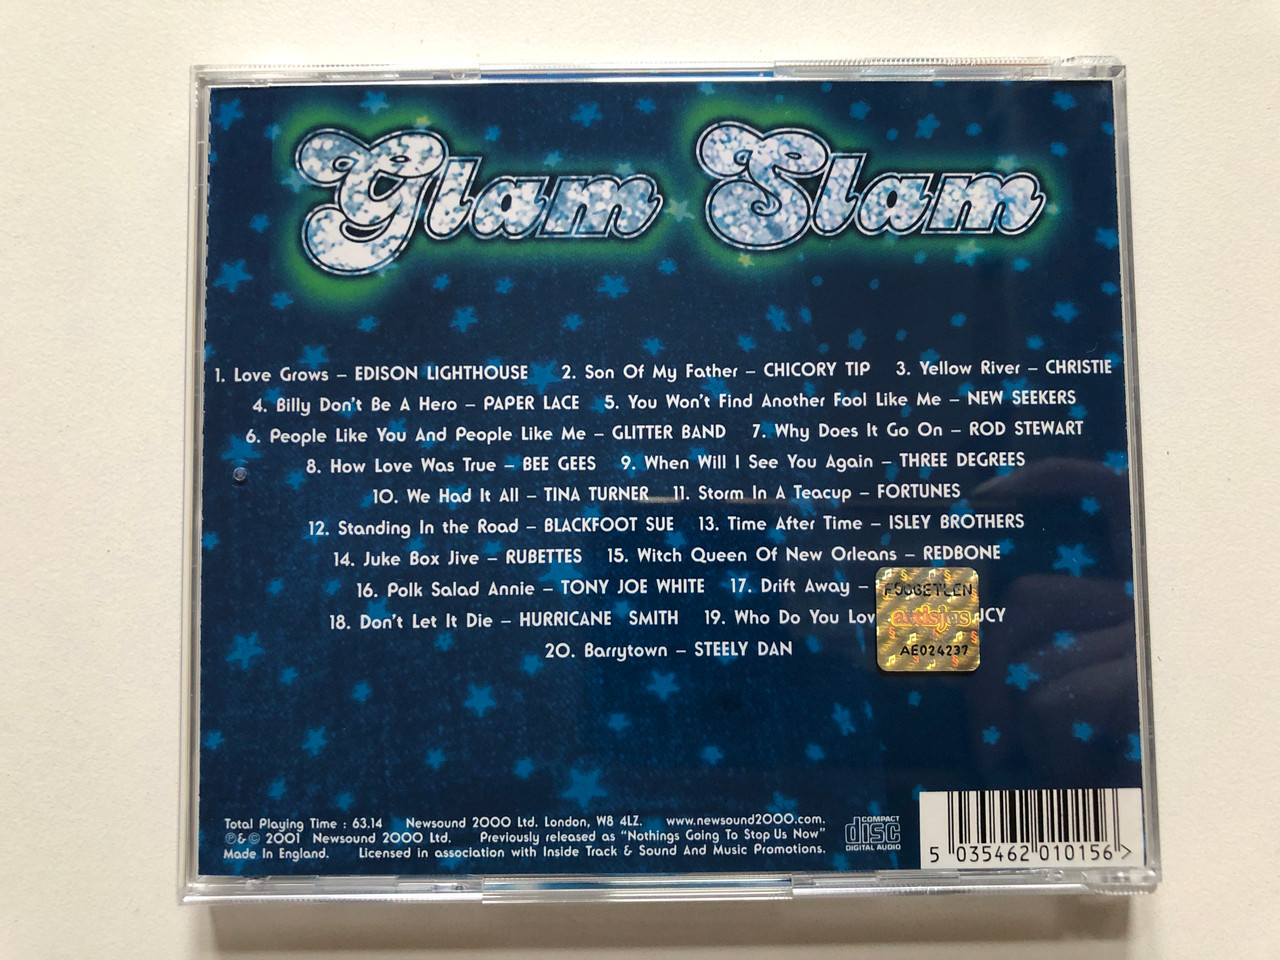 Glam Slam
1. Love Grows – EDISON LIGHTHOUSE 2. Son Of My Father – CHICORY TIP 3. Yellow River – CHRISTIE
4. Billy Don't Be A Hero – PAPER LACE 5. You Won't Find Another Fool Like Me – NEW SEEKERS
6. People Like You And People Like Me – GLITTER BAND 7. Why Does It Go On – ROD STEWART
8. How Love Was True – BEE GEES 9. When Will I See You Again – THREE DEGREES
10. We Had It All – TINA TURNER 11. Storm In A Teacup – FORTUNES
12. Standing In the Road – BLACKFOOT SUE 13. Time After Time – ISLEY BROTHERS
14. Juke Box Jive – RUBETTES 15. Witch Queen Of New Orleans – REDBONE
16. Polk Salad Annie – TONY JOE WHITE 17. Drift Away –
18. Don't Let It Die – HURRICANE SMITH 19. Who Do You
20. Barrytown – STEELY DAN
FÜGGETLEN
artisjus
AE024237
Total Playing Time : 63.14 Newsound 2000 Ltd. London, W8 4LZ. www.newsound2000.com.
℗& © 2001 Newsound 2000 Ltd. Previously released as "Nothings Going To Stop Us Now"
Made In England. Licensed in association with Inside Track & Sound And Music Promotions.
COMPACT
disc
DIGITAL AUDIO
5 035462 010156 >